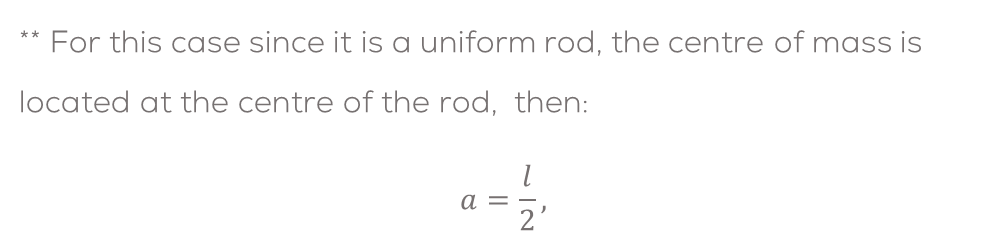 ** For this case since it is a uniform rod, the centre of mass is
located at the centre of the rod, then:
a = l/2,